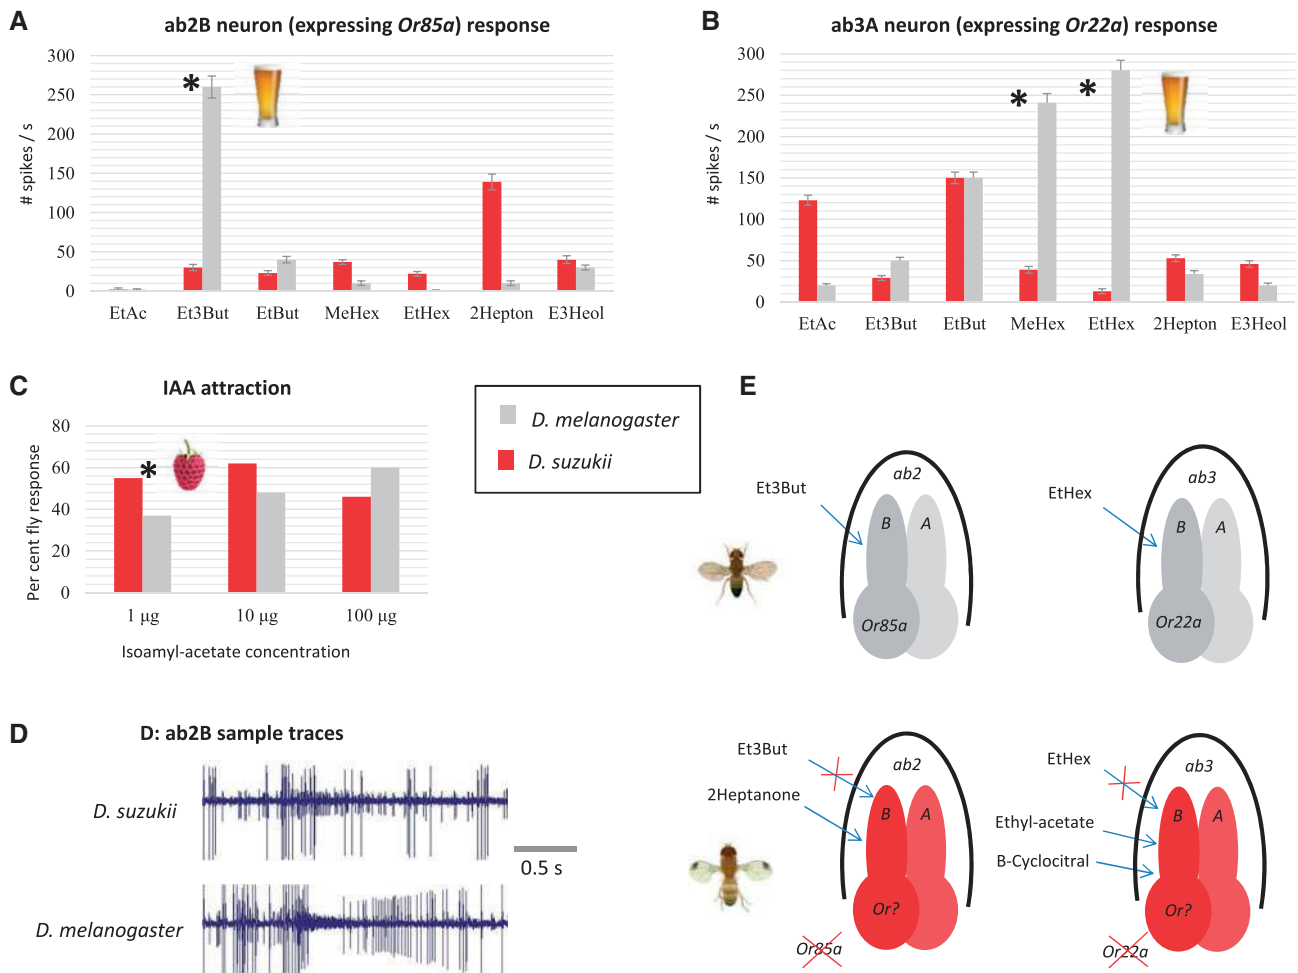 A
ab2B neuron (expressing Or85a) response
# spikes / s
300
250
200
150
100
50
0
*
EtAc Et3But EtBut MeHex EtHex 2Hepton E3Heol
B
ab3A neuron (expressing Or22a) response
# spikes / s
300
250
200
150
100
50
0
* *
EtAc Et3But EtBut MeHex EtHex 2Hepton E3Heol
C
IAA attraction
Per cent fly response
80
60
40
20
0
*
1 µg 10 µg 100 µg
Isoamyl-acetate concentration
D. melanogaster
D. suzukii
D
D: ab2B sample traces
D. suzukii
0.5 s
D. melanogaster
E
Et3But
ab2
B A
Or85a
EtHex
ab3
B A
Or22a
Et3But
2Heptanone
ab2
B A
Or?
Or85a
EtHex
Ethyl-acetate
B-Cyclocitral
ab3
B A
Or?
Or22a